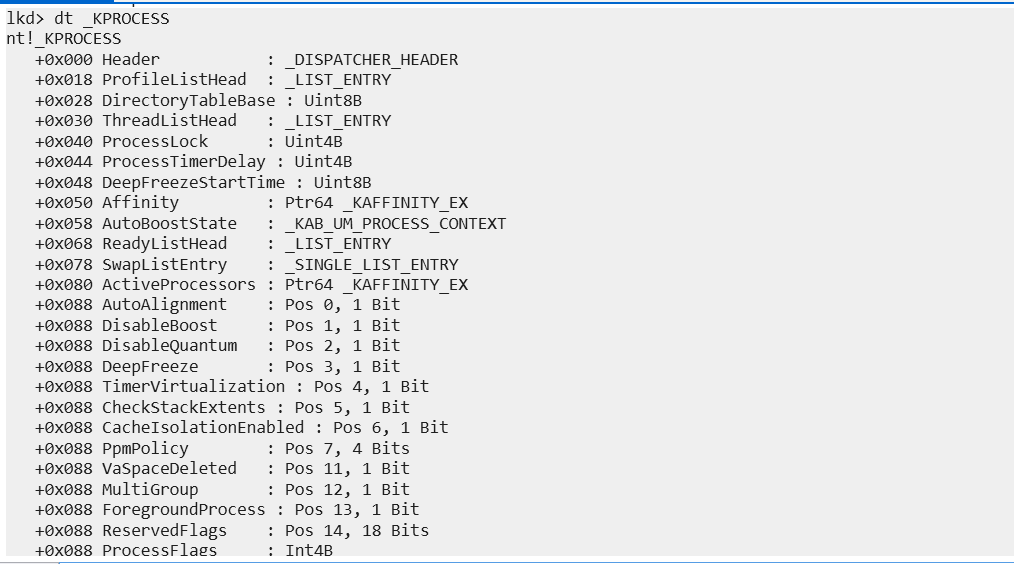 lkd> dt _KPROCESS
nt!_KPROCESS
   +0x000 Header           : _DISPATCHER_HEADER
   +0x018 ProfileListHead  : _LIST_ENTRY
   +0x028 DirectoryTableBase : Uint8B
   +0x030 ThreadListHead   : _LIST_ENTRY
   +0x040 ProcessLock      : Uint4B
   +0x044 ProcessTimerDelay : Uint4B
   +0x048 DeepFreezeStartTime : Uint8B
   +0x050 Affinity         : Ptr64 _KAFFINITY_EX
   +0x058 AutoBoostState   : _KAB_UM_PROCESS_CONTEXT
   +0x068 ReadyListHead    : _LIST_ENTRY
   +0x078 SwapListEntry    : _SINGLE_LIST_ENTRY
   +0x080 ActiveProcessors : Ptr64 _KAFFINITY_EX
   +0x088 AutoAlignment    : Pos 0, 1 Bit
   +0x088 DisableBoost     : Pos 1, 1 Bit
   +0x088 DisableQuantum   : Pos 2, 1 Bit
   +0x088 DeepFreeze       : Pos 3, 1 Bit
   +0x088 TimerVirtualization : Pos 4, 1 Bit
   +0x088 CheckStackExtents : Pos 5, 1 Bit
   +0x088 CacheIsolationEnabled : Pos 6, 1 Bit
   +0x088 PpmPolicy        : Pos 7, 4 Bits
   +0x088 VaSpaceDeleted   : Pos 11, 1 Bit
   +0x088 MultiGroup       : Pos 12, 1 Bit
   +0x088 ForegroundProcess : Pos 13, 1 Bit
   +0x088 ReservedFlags    : Pos 14, 18 Bits
   +0x088 ProcessFlags     : Int4B